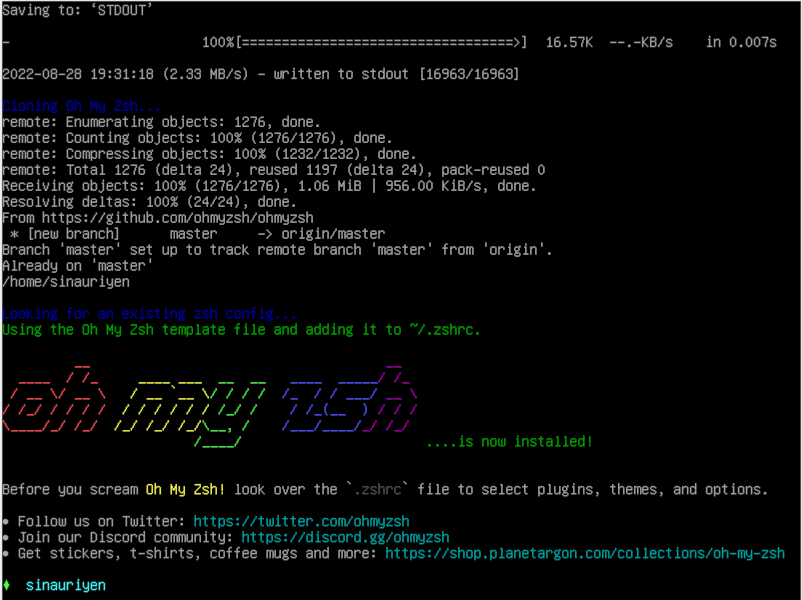 Saving to: ‘STDOUT’
-                         100%[==================================>]  16.57K  --.-KB/s    in 0.007s
2022-08-28 19:31:18 (2.33 MB/s) - written to stdout [16963/16963]
Cloning Oh My Zsh...
remote: Enumerating objects: 1276, done.
remote: Counting objects: 100% (1276/1276), done.
remote: Compressing objects: 100% (1232/1232), done.
remote: Total 1276 (delta 24), reused 1197 (delta 24), pack-reused 0
Receiving objects: 100% (1276/1276), 1.06 MiB | 956.00 KiB/s, done.
Resolving deltas: 100% (24/24), done.
From https://github.com/ohmyzsh/ohmyzsh
 * [new branch]      master     -> origin/master
Branch 'master' set up to track remote branch 'master' from 'origin'.
Already on 'master'
/home/sinauriyen
Looking for an existing zsh config...
Using the Oh My Zsh template file and adding it to ~/.zshrc.
oh my zsh
....is now installed!
Before you scream Oh My Zsh! look over the `.zshrc` file to select plugins, themes, and options.
• Follow us on Twitter: https://twitter.com/ohmyzsh
• Join our Discord community: https://discord.gg/ohmyzsh
• Get stickers, t-shirts, coffee mugs and more: https://shop.planetargon.com/collections/oh-my-zsh
♦  sinauriyen